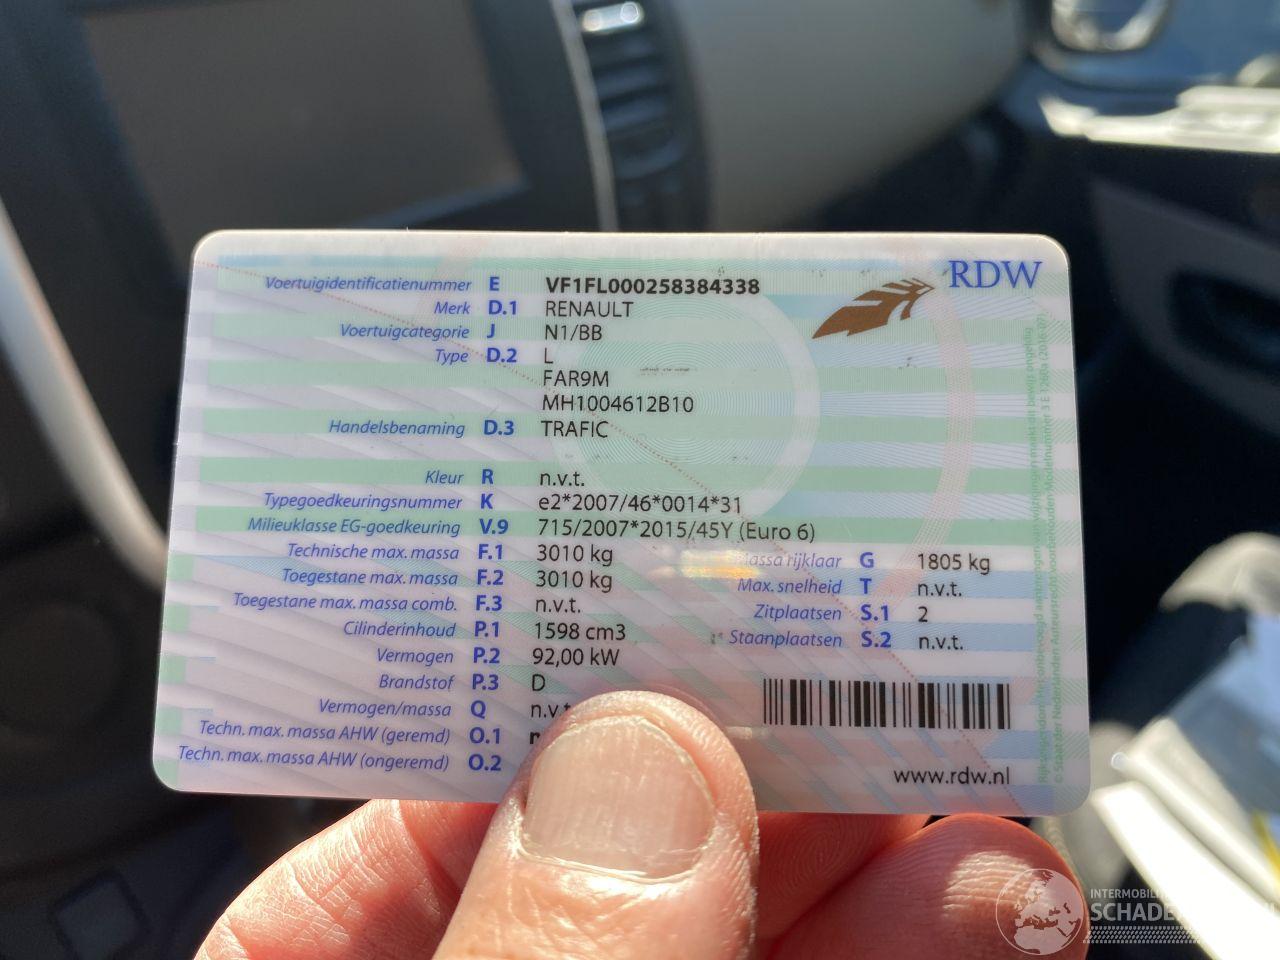 RDW
Voertuigidentificatienummer E VF1FL000258384338
Merk D.1 RENAULT
Voertuigcategorie J N1/BB
Type D.2 L
FAR9M
MH1004612B10
Handelsbenaming D.3 TRAFIC
Kleur R n.v.t.
Typegoedkeuringsnummer K e2*2007/46*0014*31
Milieuklasse EG-goedkeuring V.9 715/2007*2015/45Y (Euro 6)
Technische max. massa F.1 3010 kg
Toegestane max. massa F.2 3010 kg
Toegestane max. massa comb. F.3 n.v.t.
Cilinderinhoud P.1 1598 cm3
Vermogen P.2 92,00 kW
Brandstof P.3 D
Vermogen/massa Q n.v.
Techn. max. massa AHW (geremd) O.1
Techn. max. massa AHW (ongeremd) O.2
rijklaar G 1805 kg
Max. snelheid T n.v.t.
Zitplaatsen S.1 2
Staanplaatsen S.2 n.v.t.
www.rdw.nl
INTERMOBIL
SCHADE